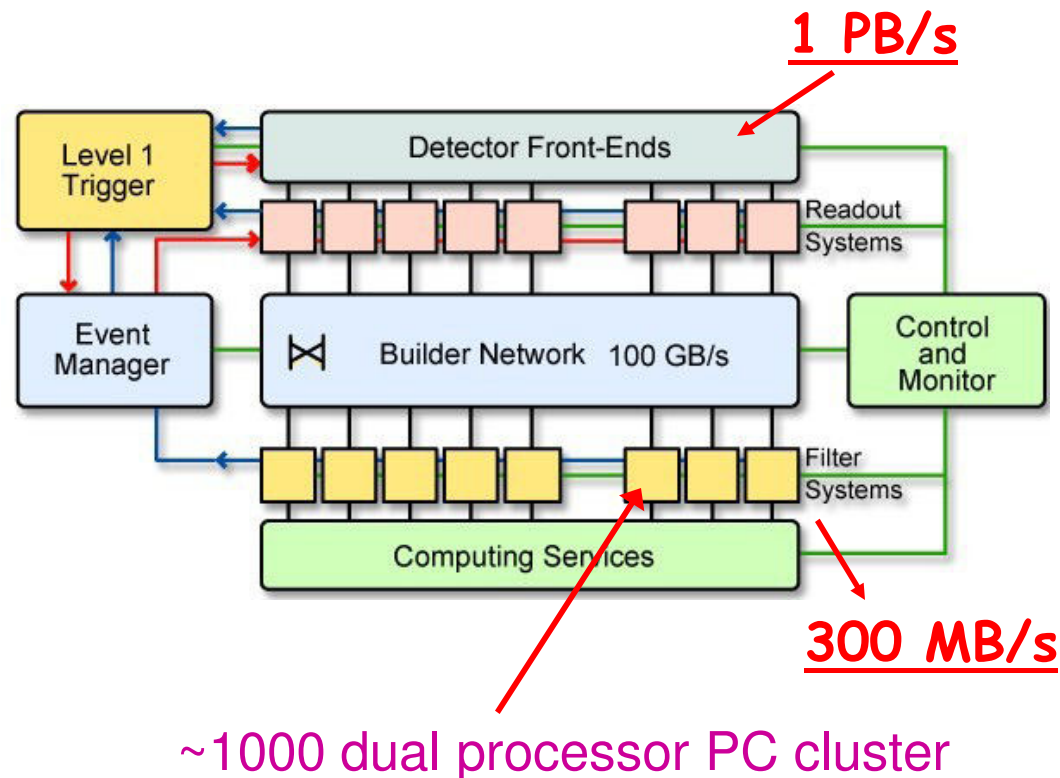 1 PB/s
Level 1
Trigger
Detector Front-Ends
Readout
Systems
Event
Manager
Builder Network 100 GB/s
Control
and
Monitor
Filter
Systems
Computing Services
300 MB/s
~1000 dual processor PC cluster